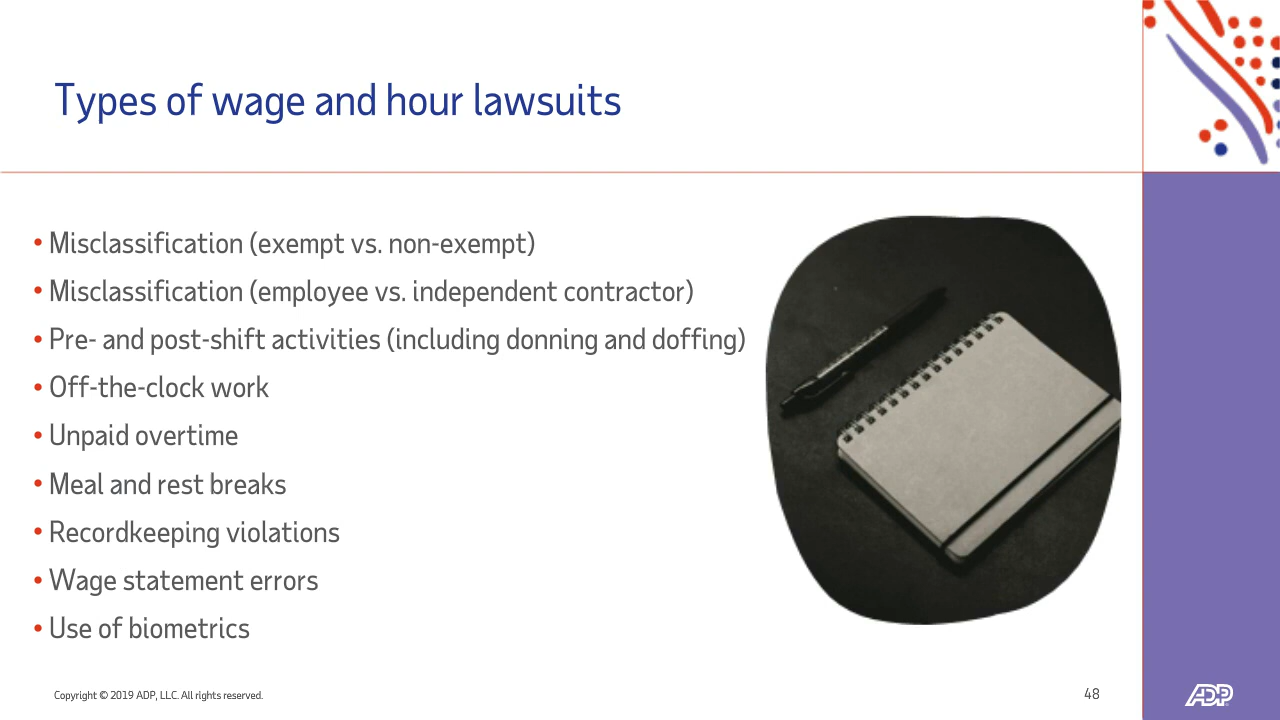 Types of wage and hour lawsuits
• Misclassification (exempt vs. non-exempt)
• Misclassification (employee vs. independent contractor)
• Pre- and post-shift activities (including donning and doffing)
• Off-the-clock work
• Unpaid overtime
• Meal and rest breaks
• Recordkeeping violations
• Wage statement errors
• Use of biometrics
Copyright © 2019 ADP, LLC. All rights reserved.
48
ADP